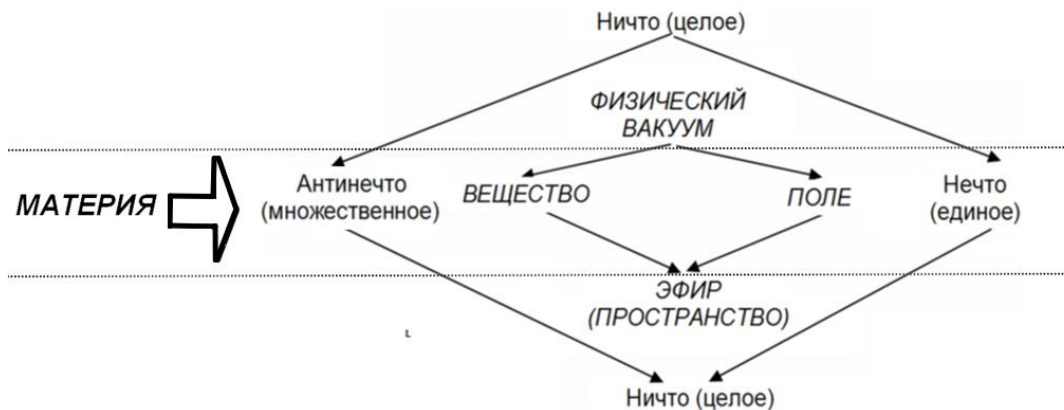 Ничто (целое)
ФИЗИЧЕСКИЙ
ВАКУУМ
МАТЕРИЯ
Антинечто
(множественное)
ВЕЩЕСТВО
ПОЛЕ
Нечто
(единое)
ЭФИР
(ПРОСТРАНСТВО)
L
Ничто (целое)